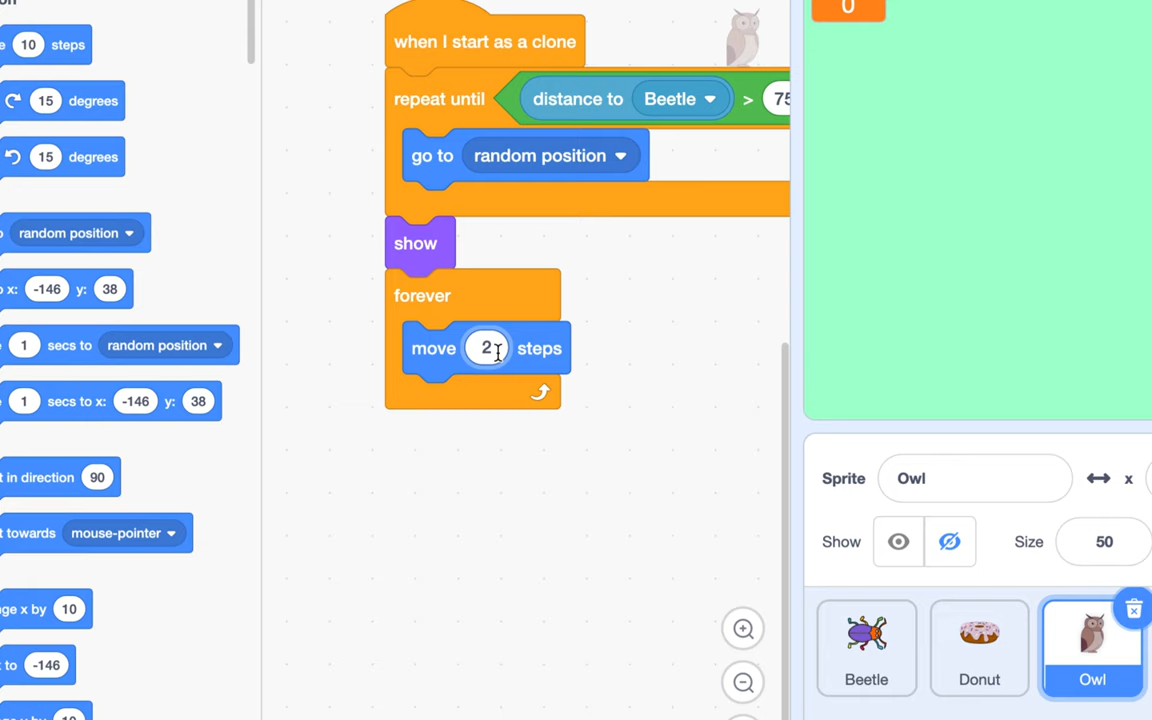 10 steps
15 degrees
15 degrees
random position
x: -146 y: 38
1 secs to random position
1 secs to x: -146 y: 38
in direction 90
towards mouse-pointer
x by 10
to -146
when I start as a clone
repeat until distance to Beetle > 75
go to random position
show
forever
move 2 steps
0
Sprite Owl x
Show Size 50
Beetle Donut Owl